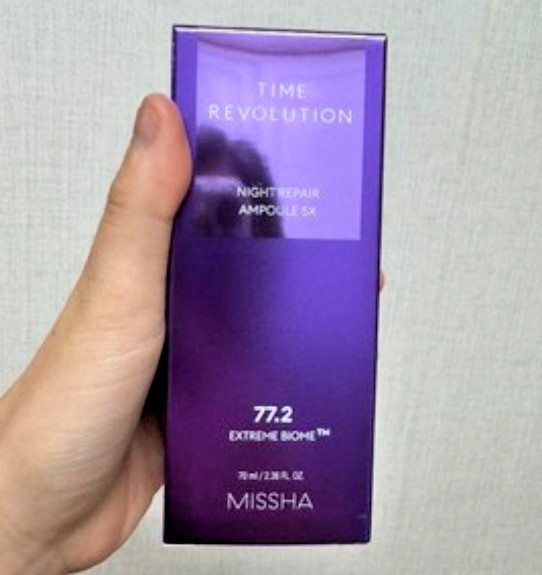 TIME
REVOLUTION
NIGHT REPAIR
AMPOULE 5X
77.2
EXTREME BIOME™
70 ml / 2.36 FL. OZ.
MISSHA